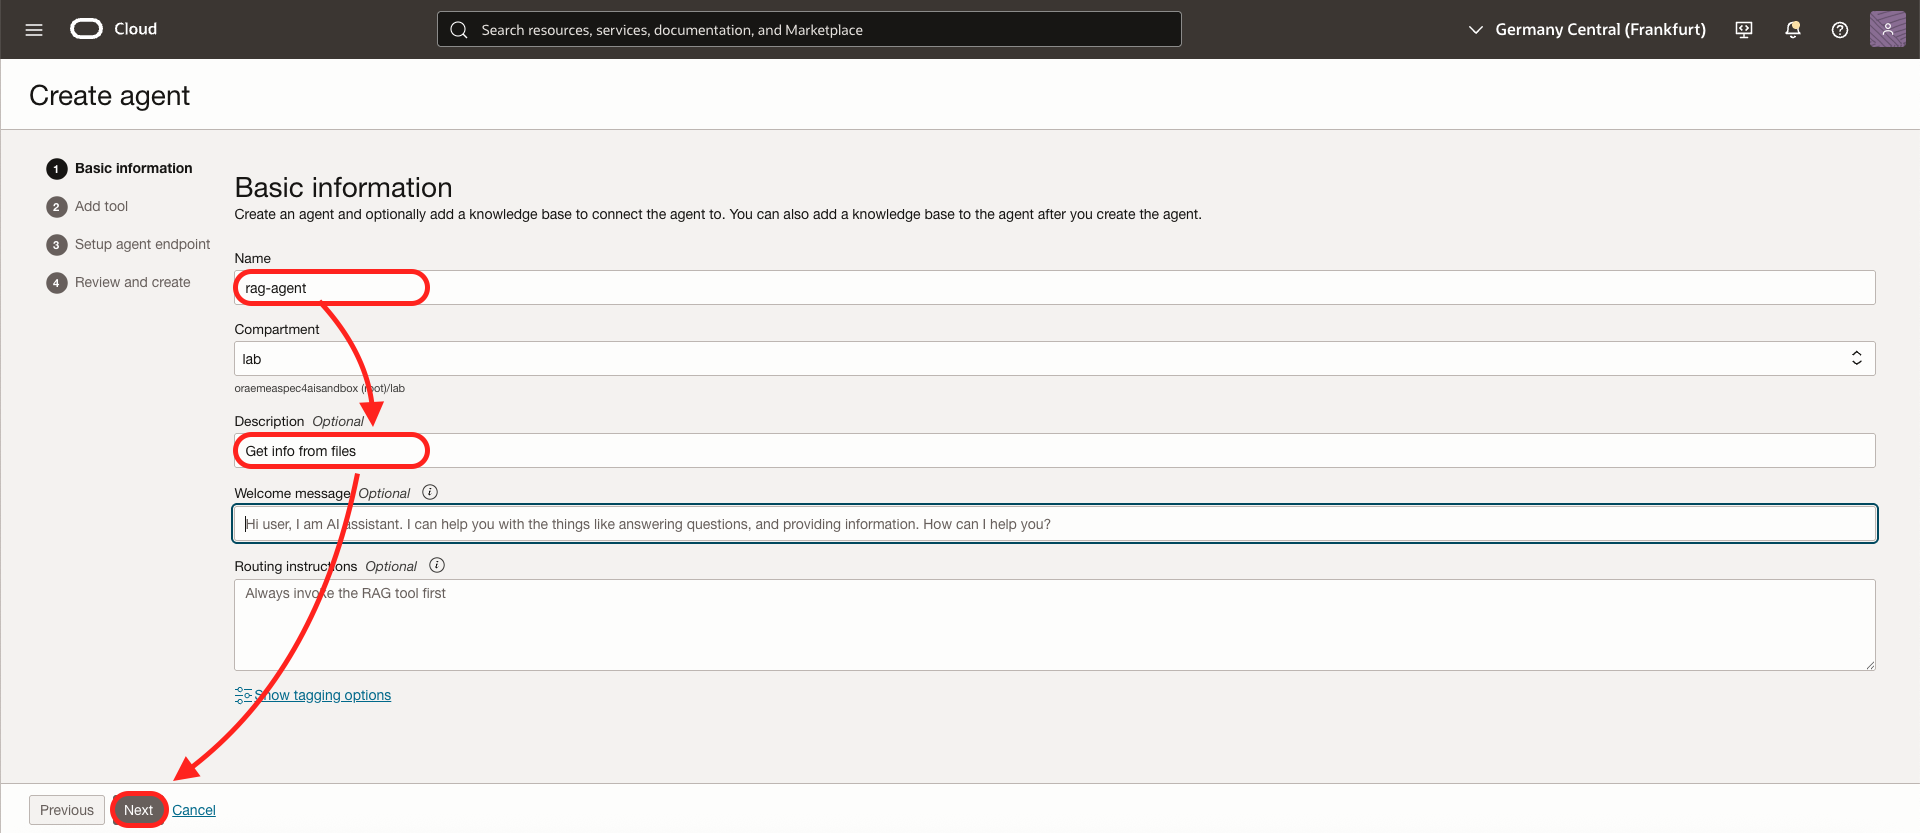 Cloud
Search resources, services, documentation, and Marketplace
Germany Central (Frankfurt)
Create agent
1 Basic information
2 Add tool
3 Setup agent endpoint
4 Review and create
Basic information
Create an agent and optionally add a knowledge base to connect the agent to. You can also add a knowledge base to the agent after you create the agent.
Name
rag-agent
Compartment
lab
oraemeaspec4aisandbox (root)/lab
Description Optional
Get info from files
Welcome message Optional
Hi user, I am AI assistant. I can help you with the things like answering questions, and providing information. How can I help you?
Routing instructions Optional
Always invoke the RAG tool first
Show tagging options
Previous Next Cancel